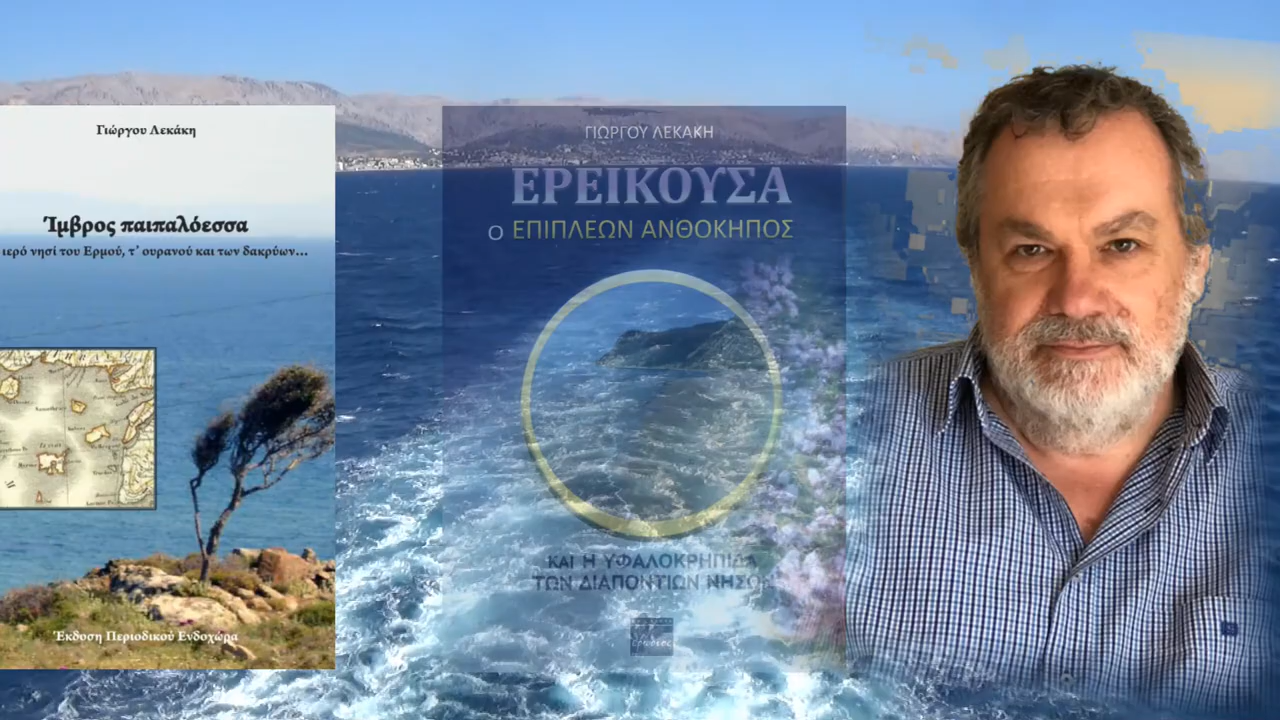 Γιώργου Λεκάκη
Ίμβρος παιπαλόεσσα
ιερό νησί του Ερμού, τ' ουρανού και των δακρύων...
Έκδοση Περιοδικού Ενδοχώρα
ΓΙΩΡΓΟΥ ΛΕΚΑΚΗ
ΕΡΕΙΚΟΥΣΑ
Ο ΕΠΙΠΛΕΩΝ ΑΝΘΟΚΗΠΟΣ
ΚΑΙ Η ΥΦΑΛΟΚΡΗΠΙΔΑ
ΤΩΝ ΔΙΑΠΟΝΤΙΩΝ ΝΗΣΩΝ